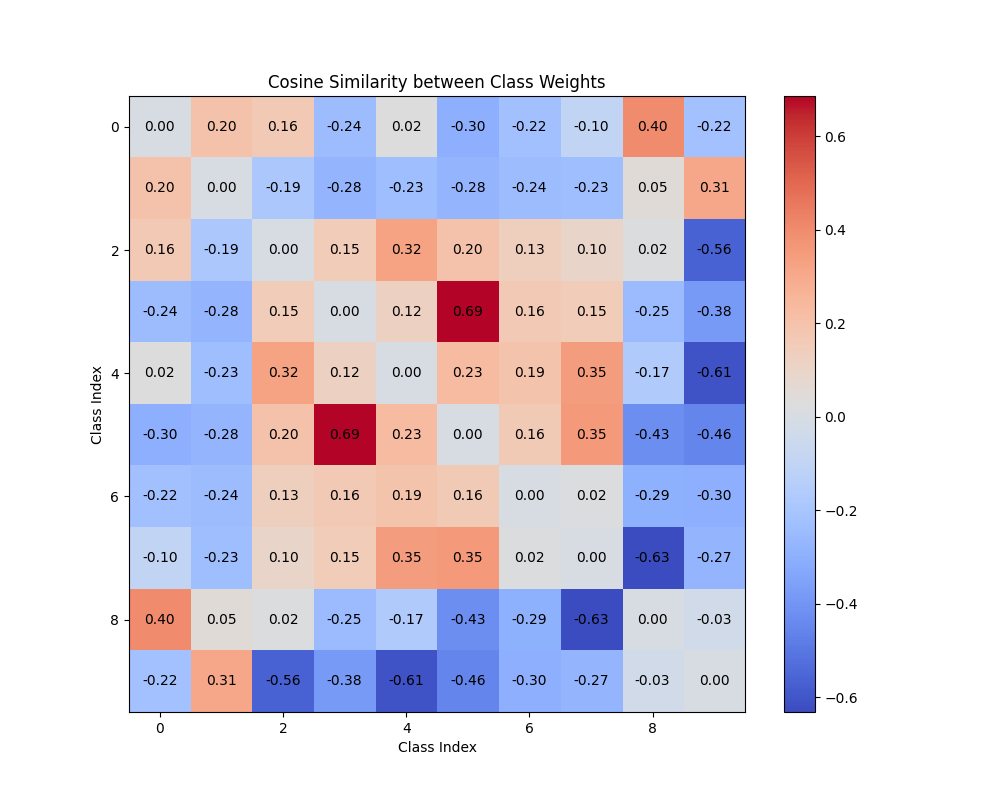 Cosine Similarity between Class Weights
0 0.00 0.20 0.16 -0.24 0.02 -0.30 -0.22 -0.10 0.40 -0.22
0.20 0.00 -0.19 -0.28 -0.23 -0.28 -0.24 -0.23 0.05 0.31
2 0.16 -0.19 0.00 0.15 0.32 0.20 0.13 0.10 0.02 -0.56
-0.24 -0.28 0.15 0.00 0.12 0.69 0.16 0.15 -0.25 -0.38
4 0.02 -0.23 0.32 0.12 0.00 0.23 0.19 0.35 -0.17 -0.61
-0.30 -0.28 0.20 0.69 0.23 0.00 0.16 0.35 -0.43 -0.46
6 -0.22 -0.24 0.13 0.16 0.19 0.16 0.00 0.02 -0.29 -0.30
-0.10 -0.23 0.10 0.15 0.35 0.35 0.02 0.00 -0.63 -0.27
8 0.40 0.05 0.02 -0.25 -0.17 -0.43 -0.29 -0.63 0.00 -0.03
-0.22 0.31 -0.56 -0.38 -0.61 -0.46 -0.30 -0.27 -0.03 0.00
0 2 4 6 8
Class Index
Class Index
0.6
0.4
0.2
0.0
−0.2
−0.4
−0.6